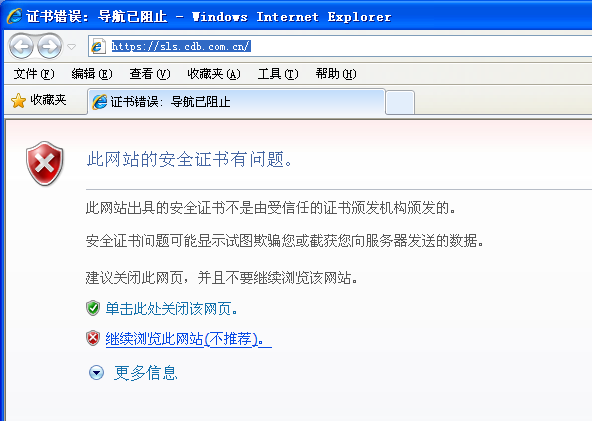 证书错误: 导航已阻止 - Windows Internet Explorer
https://sls.cdb.com.cn/
文件(F) 编辑(E) 查看(V) 收藏夹(A) 工具(T) 帮助(H)
收藏夹 证书错误: 导航已阻止
此网站的安全证书有问题。
此网站出具的安全证书不是由受信任的证书颁发机构颁发的。
安全证书问题可能显示试图欺骗您或截获您向服务器发送的数据。
建议关闭此网页，并且不要继续浏览该网站。
单击此处关闭该网页。
继续浏览此网站(不推荐)。
更多信息